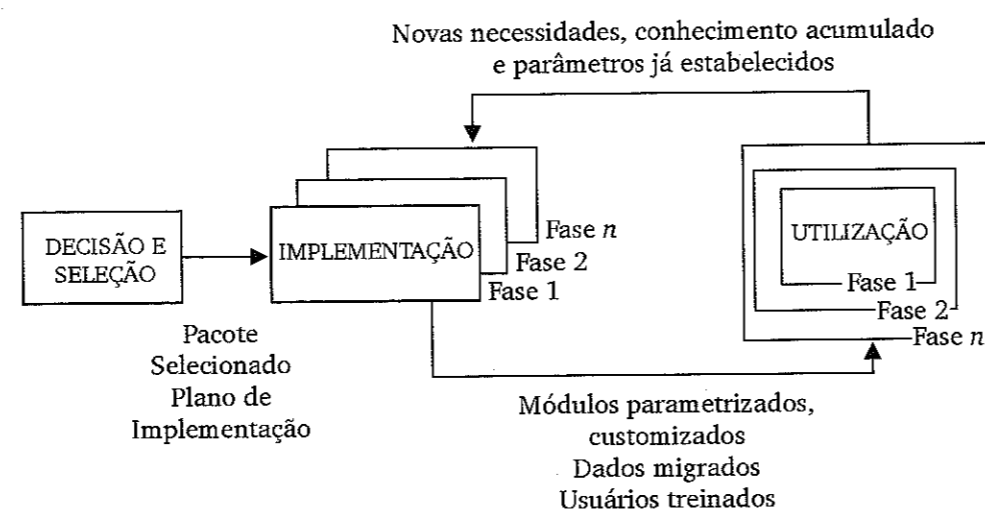 Novas necessidades, conhecimento acumulado
e parâmetros já estabelecidos
DECISÃO E
SELEÇÃO
IMPLEMENTAÇÃO
Fase n
Fase 2
Fase 1
UTILIZAÇÃO
Fase 1
Fase 2
Fase n
Pacote
Selecionado
Plano de
Implementação
Módulos parametrizados,
customizados
Dados migrados
Usuários treinados